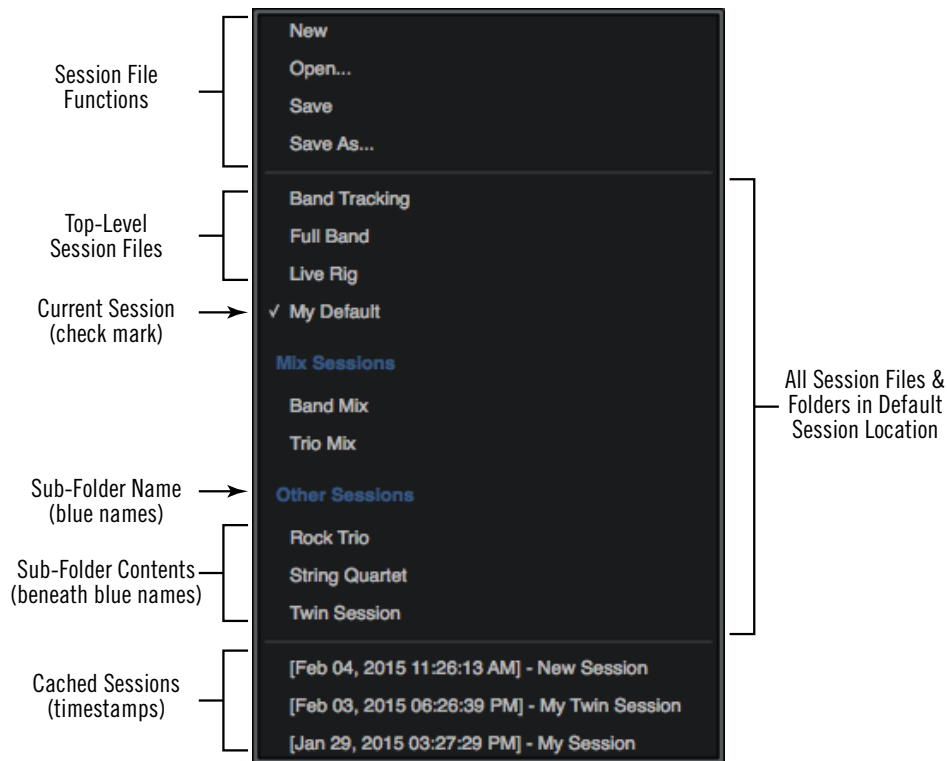 Session File
Functions
New
Open...
Save
Save As...
Top-Level
Session Files
Band Tracking
Full Band
Live Rig
Current Session
(check mark)
✓ My Default
Mix Sessions
Band Mix
Trio Mix
All Session Files &
Folders in Default
Session Location
Sub-Folder Name
(blue names)
Other Sessions
Sub-Folder Contents
(beneath blue names)
Rock Trio
String Quartet
Twin Session
Cached Sessions
(timestamps)
[Feb 04, 2015 11:26:13 AM] - New Session
[Feb 03, 2015 06:26:39 PM] - My Twin Session
[Jan 29, 2015 03:27:29 PM] - My Session